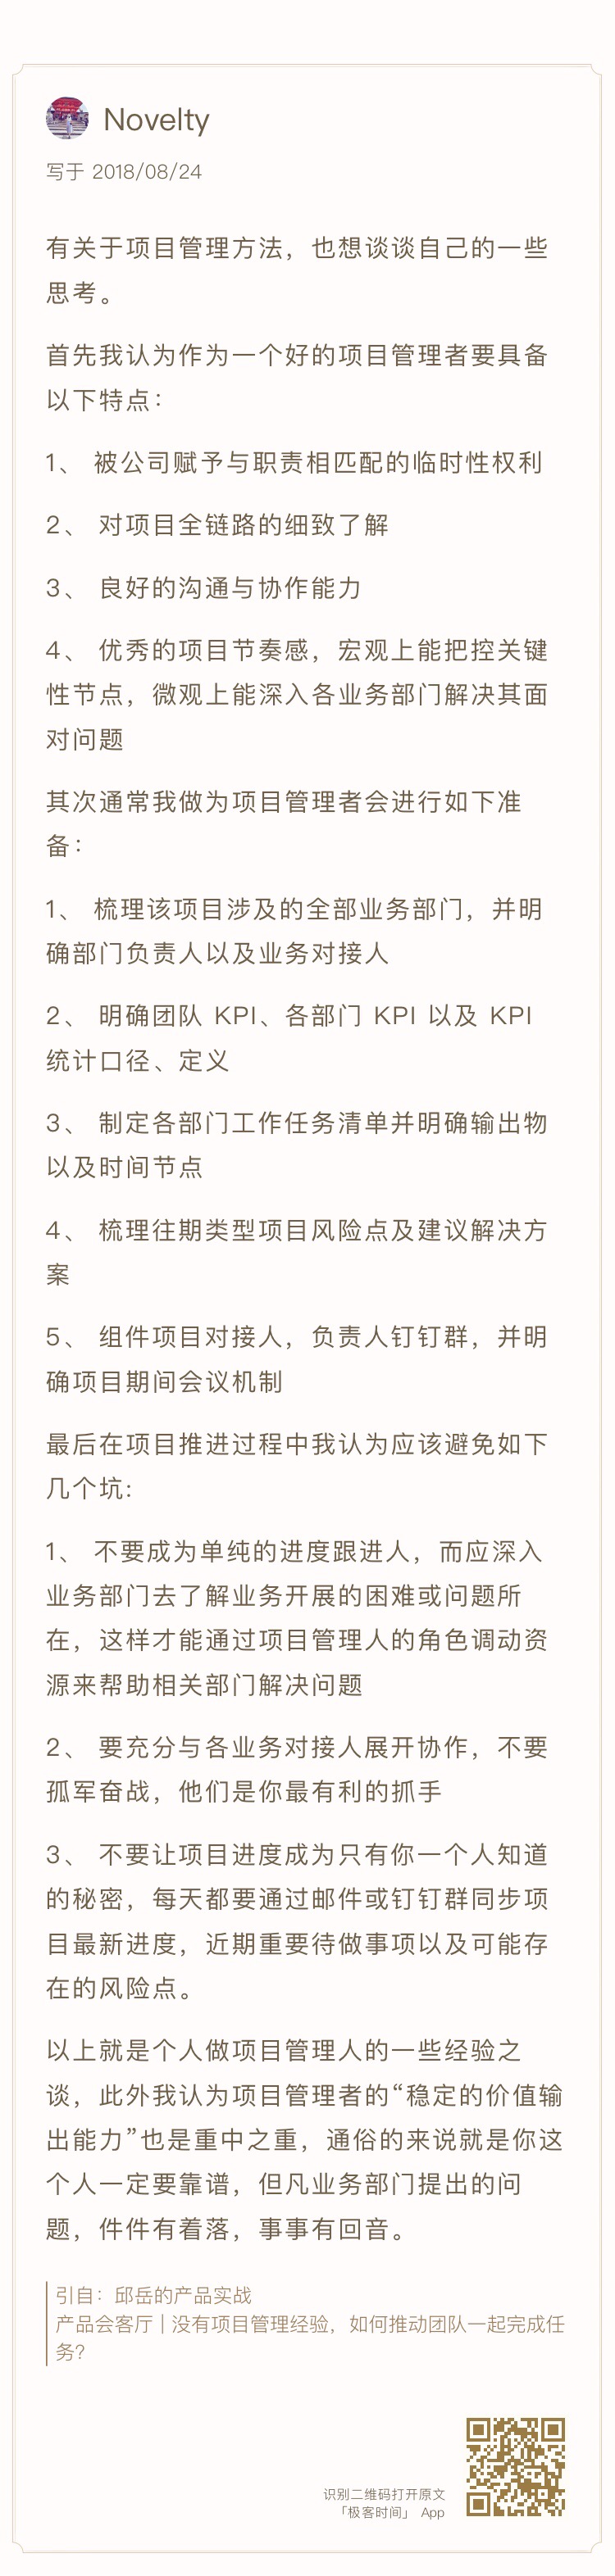 Novelty
写于 2018/08/24
有关于项目管理方法，也想谈谈自己的一些
思考。
首先我认为作为一个好的项目管理者要具备
以下特点：
1、 被公司赋予与职责相匹配的临时性权利
2、 对项目全链路的细致了解
3、 良好的沟通与协作能力
4、 优秀的项目节奏感，宏观上能把控关键
性节点，微观上能深入各业务部门解决其面
对问题
其次通常我做为项目管理者会进行如下准
备：
1、 梳理该项目涉及的全部业务部门，并明
确部门负责人以及业务对接人
2、 明确团队 KPI、各部门 KPI 以及 KPI
统计口径、定义
3、 制定各部门工作任务清单并明确输出物
以及时间节点
4、 梳理往期类型项目风险点及建议解决方
案
5、 组件项目对接人，负责人钉钉群，并明
确项目期间会议机制
最后在项目推进过程中我认为应该避免如下
几个坑:
1、 不要成为单纯的进度跟进人，而应深入
业务部门去了解业务开展的困难或问题所
在，这样才能通过项目管理人的角色调动资
源来帮助相关部门解决问题
2、 要充分与各业务对接人展开协作，不要
孤军奋战，他们是你最有利的抓手
3、 不要让项目进度成为只有你一个人知道
的秘密，每天都要通过邮件或钉钉群同步项
目最新进度，近期重要待做事项以及可能存
在的风险点。
以上就是个人做项目管理人的一些经验之
谈，此外我认为项目管理者的“稳定的价值输
出能力”也是重中之重，通俗的来说就是你这
个人一定要靠谱，但凡业务部门提出的问
题，件件有着落，事事有回音。
引自：邱岳的产品实战
产品会客厅 | 没有项目管理经验，如何推动团队一起完成任
务？
识别二维码打开原文
「极客时间」 App